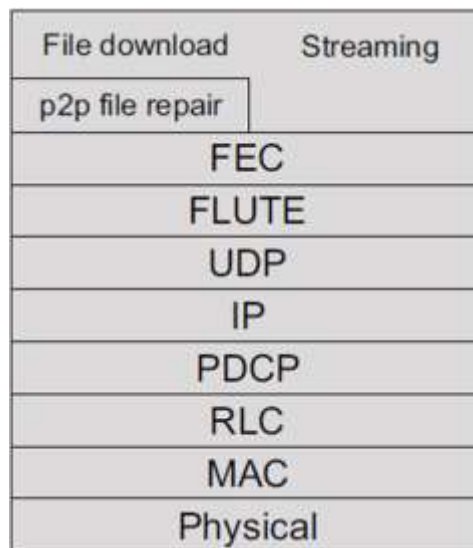 File download Streaming
p2p file repair
FEC
FLUTE
UDP
IP
PDCP
RLC
MAC
Physical